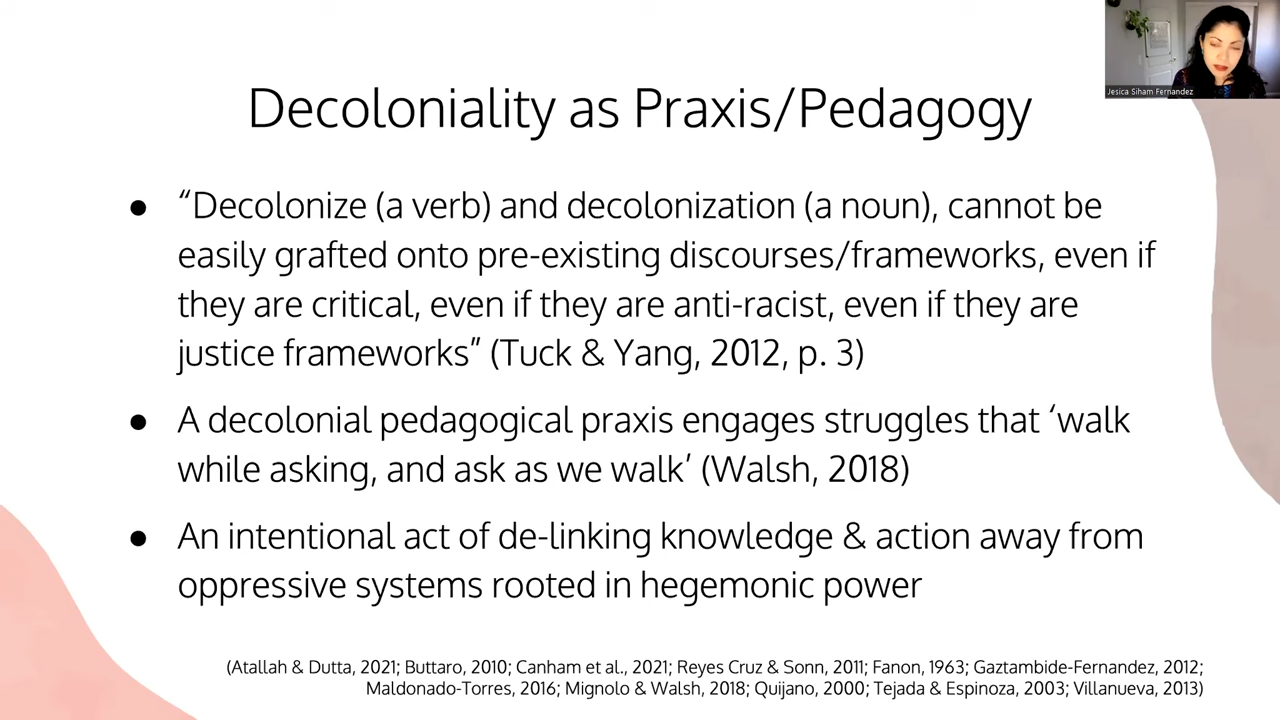 Jesica Siham Fernandez
Decoloniality as Praxis/Pedagogy
● “Decolonize (a verb) and decolonization (a noun), cannot be
easily grafted onto pre-existing discourses/frameworks, even if
they are critical, even if they are anti-racist, even if they are
justice frameworks” (Tuck & Yang, 2012, p. 3)
● A decolonial pedagogical praxis engages struggles that ‘walk
while asking, and ask as we walk’ (Walsh, 2018)
● An intentional act of de-linking knowledge & action away from
oppressive systems rooted in hegemonic power
(Atallah & Dutta, 2021; Buttaro, 2010; Canham et al., 2021; Reyes Cruz & Sonn, 2011; Fanon, 1963; Gaztambide-Fernandez, 2012;
Maldonado-Torres, 2016; Mignolo & Walsh, 2018; Quijano, 2000; Tejada & Espinoza, 2003; Villanueva, 2013)